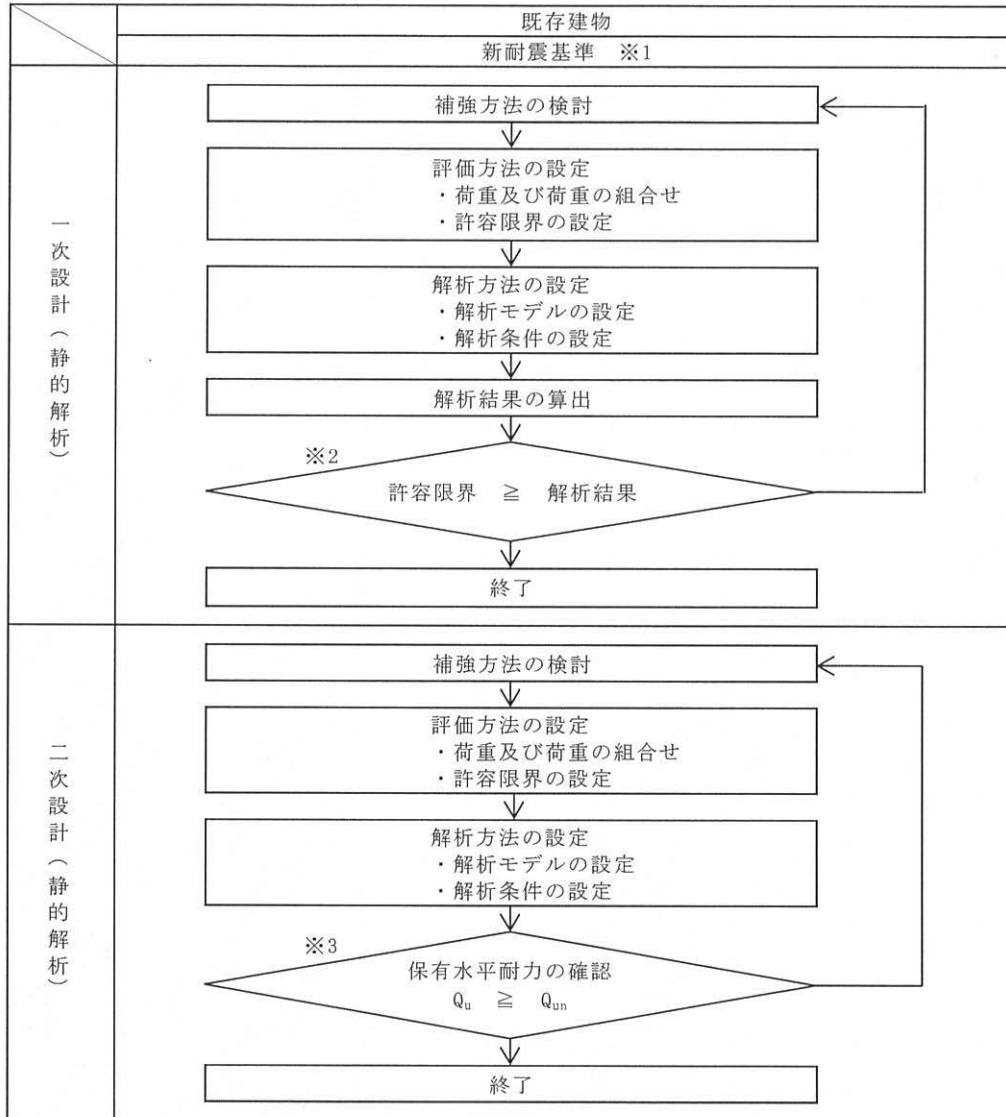 既存建物
新耐震基準 ※1
一次設計(静的解析)
補強方法の検討
評価方法の設定
・荷重及び荷重の組合せ
・許容限界の設定
解析方法の設定
・解析モデルの設定
・解析条件の設定
解析結果の算出
※2
許容限界 ≧ 解析結果
終了
二次設計(静的解析)
補強方法の検討
評価方法の設定
・荷重及び荷重の組合せ
・許容限界の設定
解析方法の設定
・解析モデルの設定
・解析条件の設定
※3
保有水平耐力の確認
Qu ≧ Qun
終了